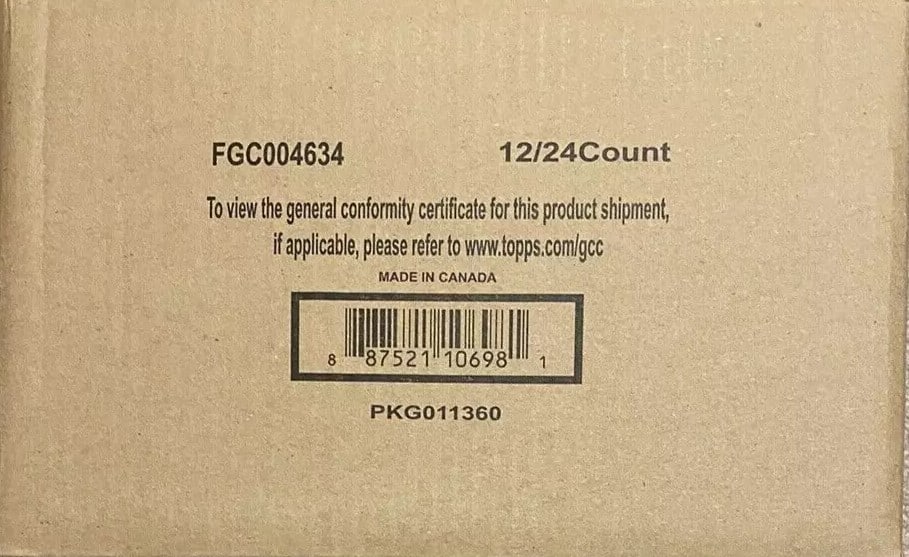 FGC004634 12/24Count
To view the general conformity certificate for this product shipment,
if applicable, please refer to www.topps.com/gcc
MADE IN CANADA
8 87521 10698 1
PKG011360